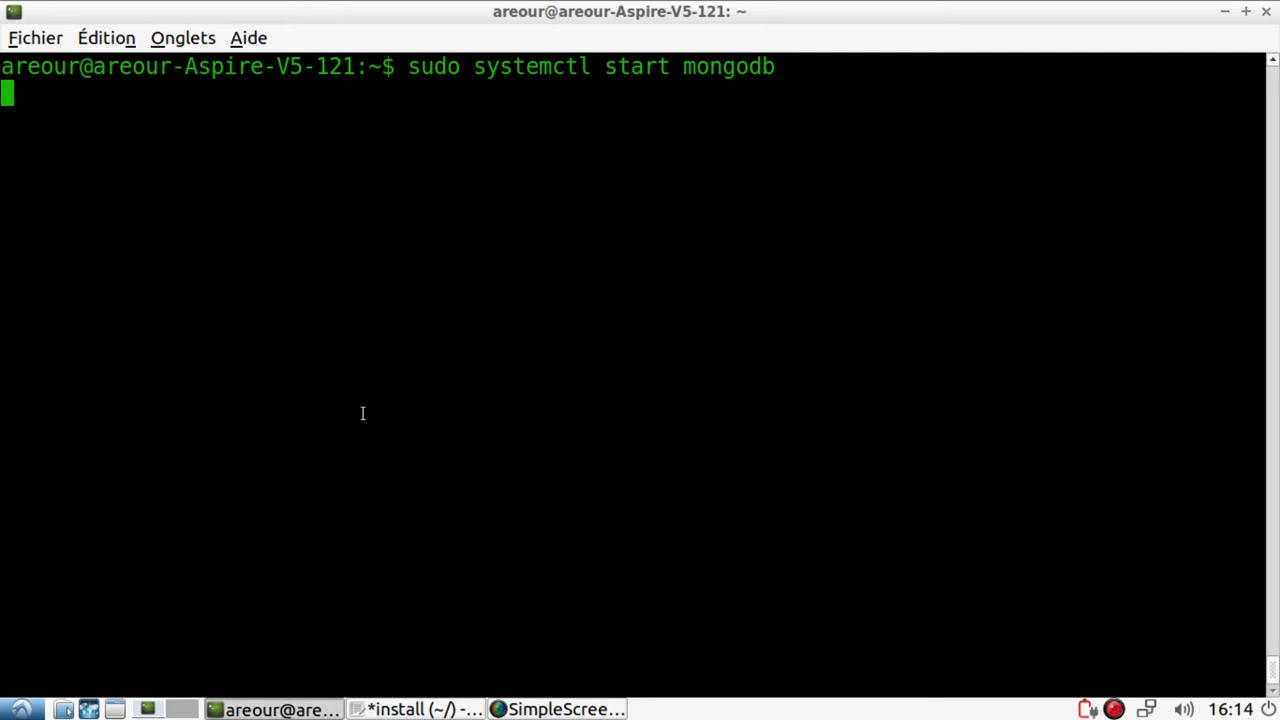 areour@areour-Aspire-V5-121: ~
Fichier Édition Onglets Aide
areour@areour-Aspire-V5-121:~$ sudo systemctl start mongodb
areour@are... *install (~/) -... SimpleScree... 16:14